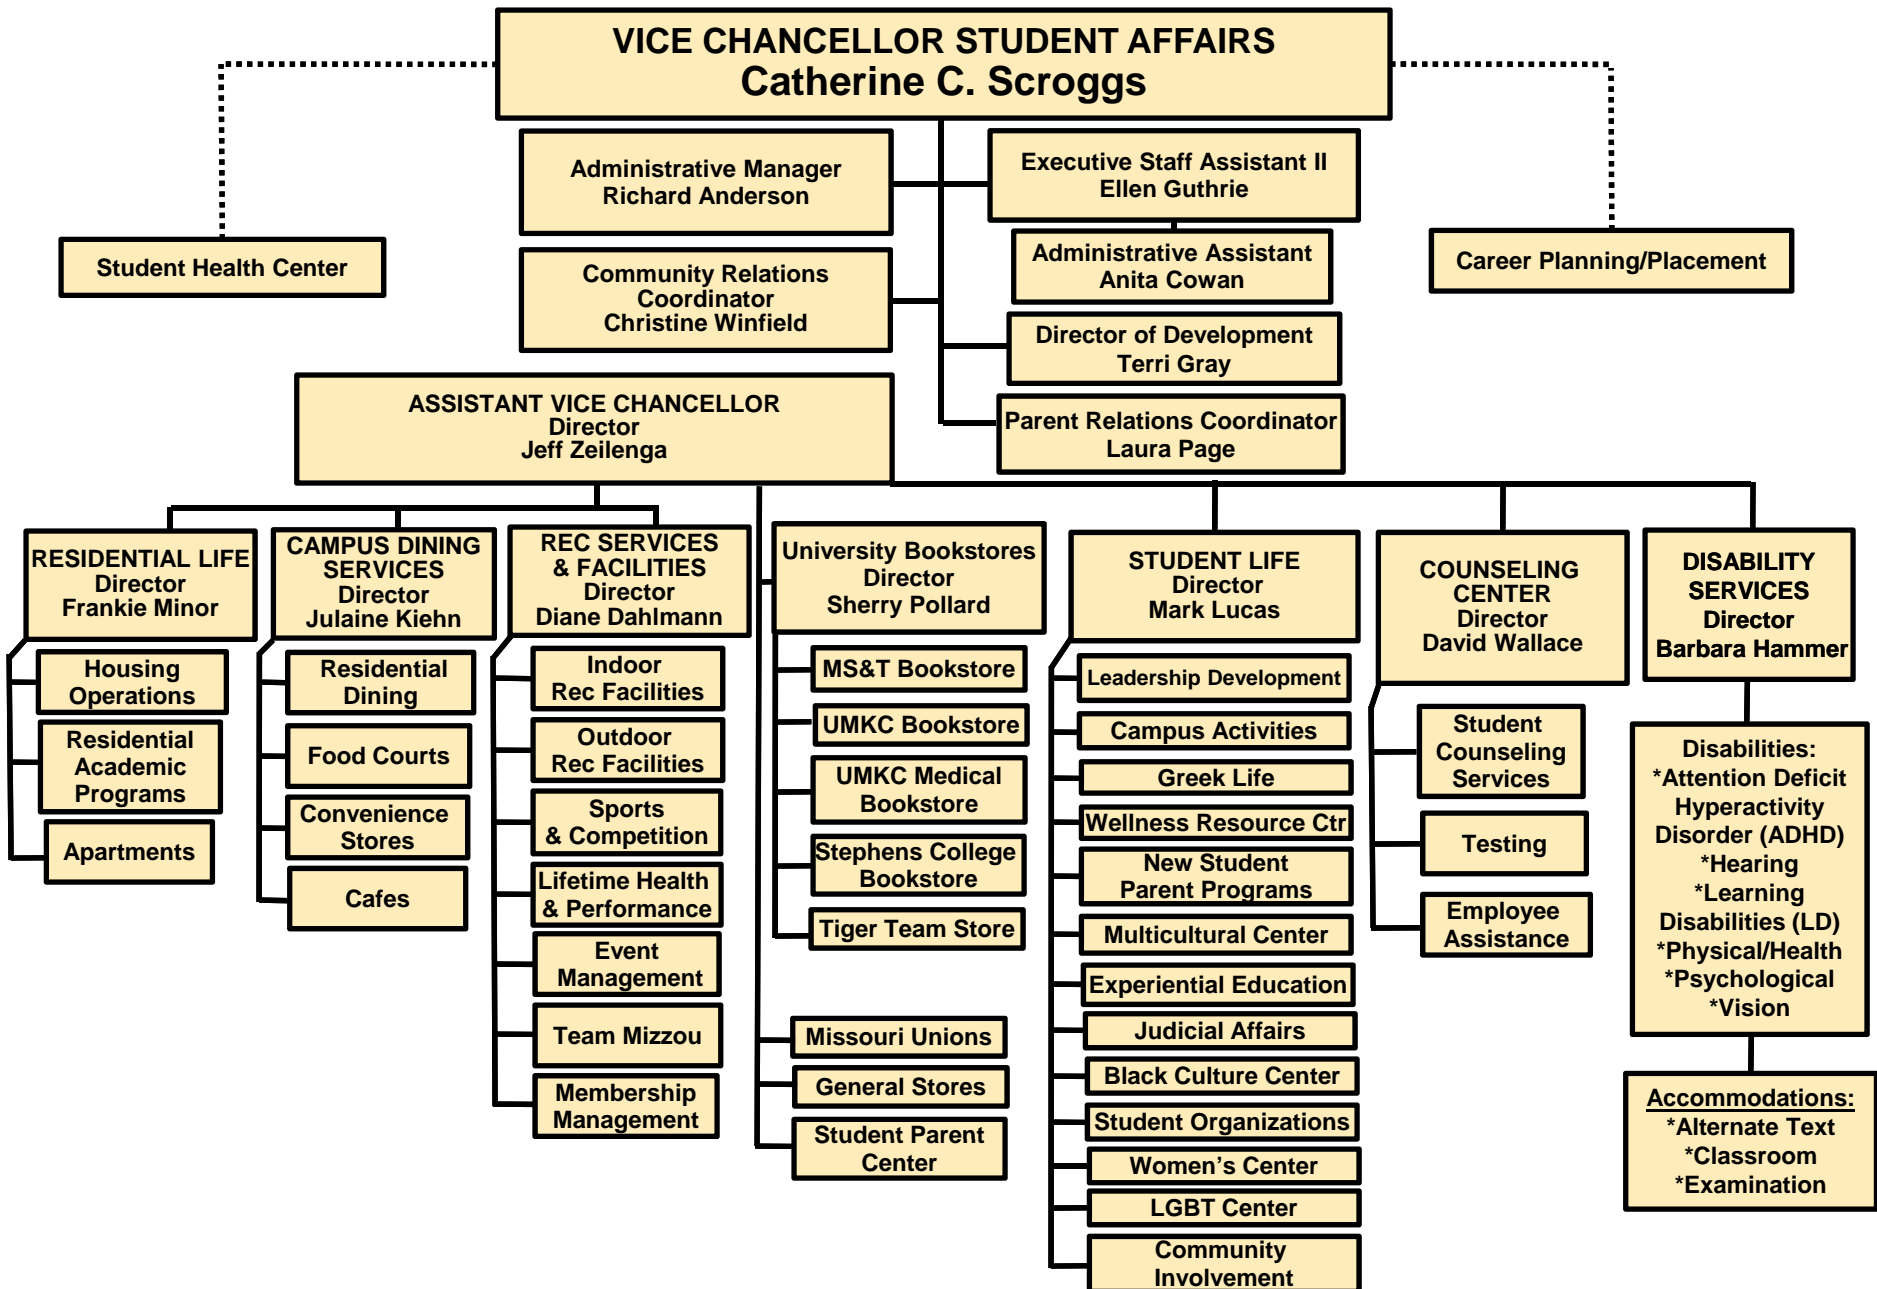 VICE CHANCELLOR STUDENT AFFAIRS
Catherine C. Scroggs
Administrative Manager
Richard Anderson
Executive Staff Assistant II
Ellen Guthrie
Student Health Center
Community Relations
Coordinator
Christine Winfield
Administrative Assistant
Anita Cowan
Career Planning/Placement
Director of Development
Terri Gray
ASSISTANT VICE CHANCELLOR
Director
Jeff Zeilenga
Parent Relations Coordinator
Laura Page
RESIDENTIAL LIFE
Director
Frankie Minor
Housing
Operations
Residential
Academic
Programs
Apartments
CAMPUS DINING
SERVICES
Director
Julaine Kiehn
Residential
Dining
Food Courts
Convenience
Stores
Cafes
REC SERVICES
& FACILITIES
Director
Diane Dahlmann
Indoor
Rec Facilities
Outdoor
Rec Facilities
Sports
& Competition
Lifetime Health
& Performance
Event
Management
Team Mizzou
Membership
Management
University Bookstores
Director
Sherry Pollard
MS&T Bookstore
UMKC Bookstore
UMKC Medical
Bookstore
Stephens College
Bookstore
Tiger Team Store
Missouri Unions
General Stores
Student Parent
Center
STUDENT LIFE
Director
Mark Lucas
Leadership Development
Campus Activities
Greek Life
Wellness Resource Ctr
New Student
Parent Programs
Multicultural Center
Experiential Education
Judicial Affairs
Black Culture Center
Student Organizations
Women’s Center
LGBT Center
Community
Involvement
COUNSELING
CENTER
Director
David Wallace
Student
Counseling
Services
Testing
Employee
Assistance
DISABILITY
SERVICES
Director
Barbara Hammer
Disabilities:
*Attention Deficit
Hyperactivity
Disorder (ADHD)
*Hearing
*Learning
Disabilities (LD)
*Physical/Health
*Psychological
*Vision
Accommodations:
*Alternate Text
*Classroom
*Examination